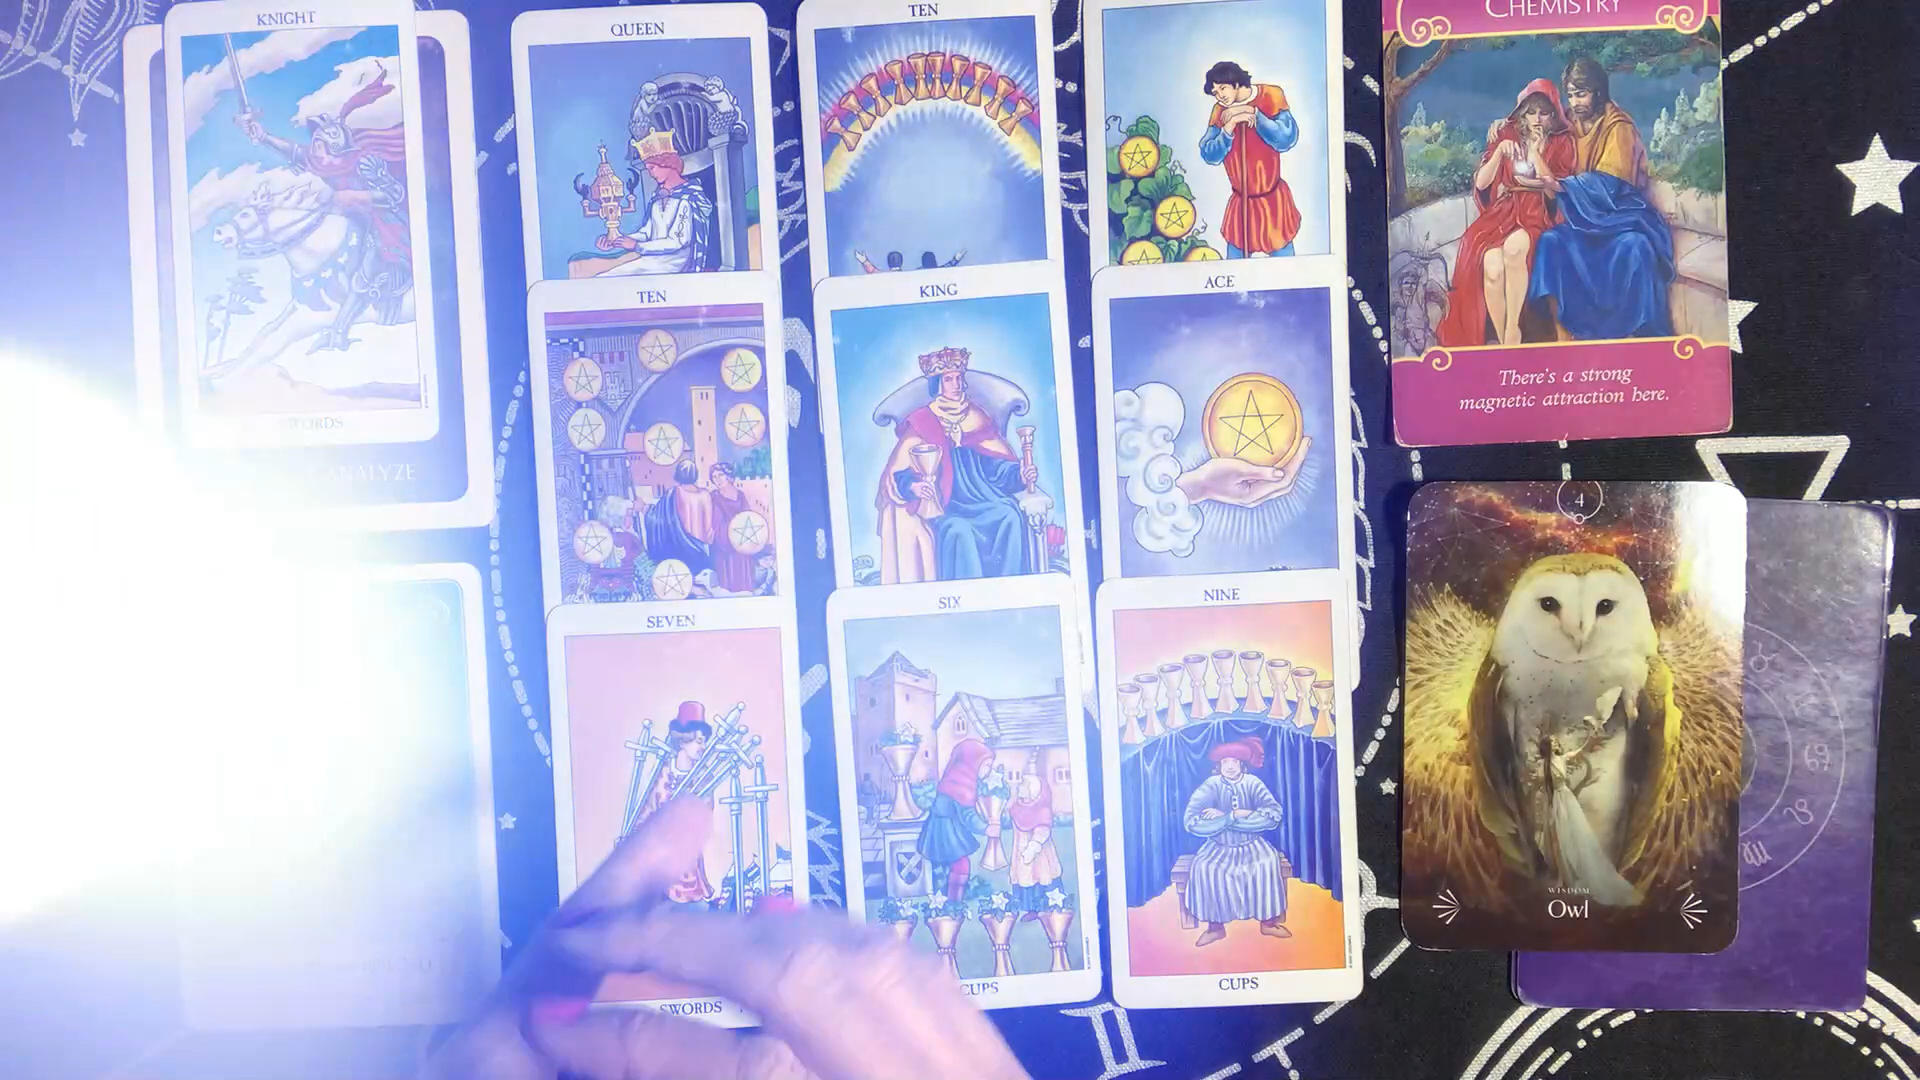 KNIGHT
SWORDS
ANALYZE
QUEEN
TEN
TEN
KING
ACE
SEVEN
SWORDS
SIX
CUPS
NINE
CUPS
CHEMISTRY
There's a strong
magnetic attraction here.
4
WISDOM
Owl